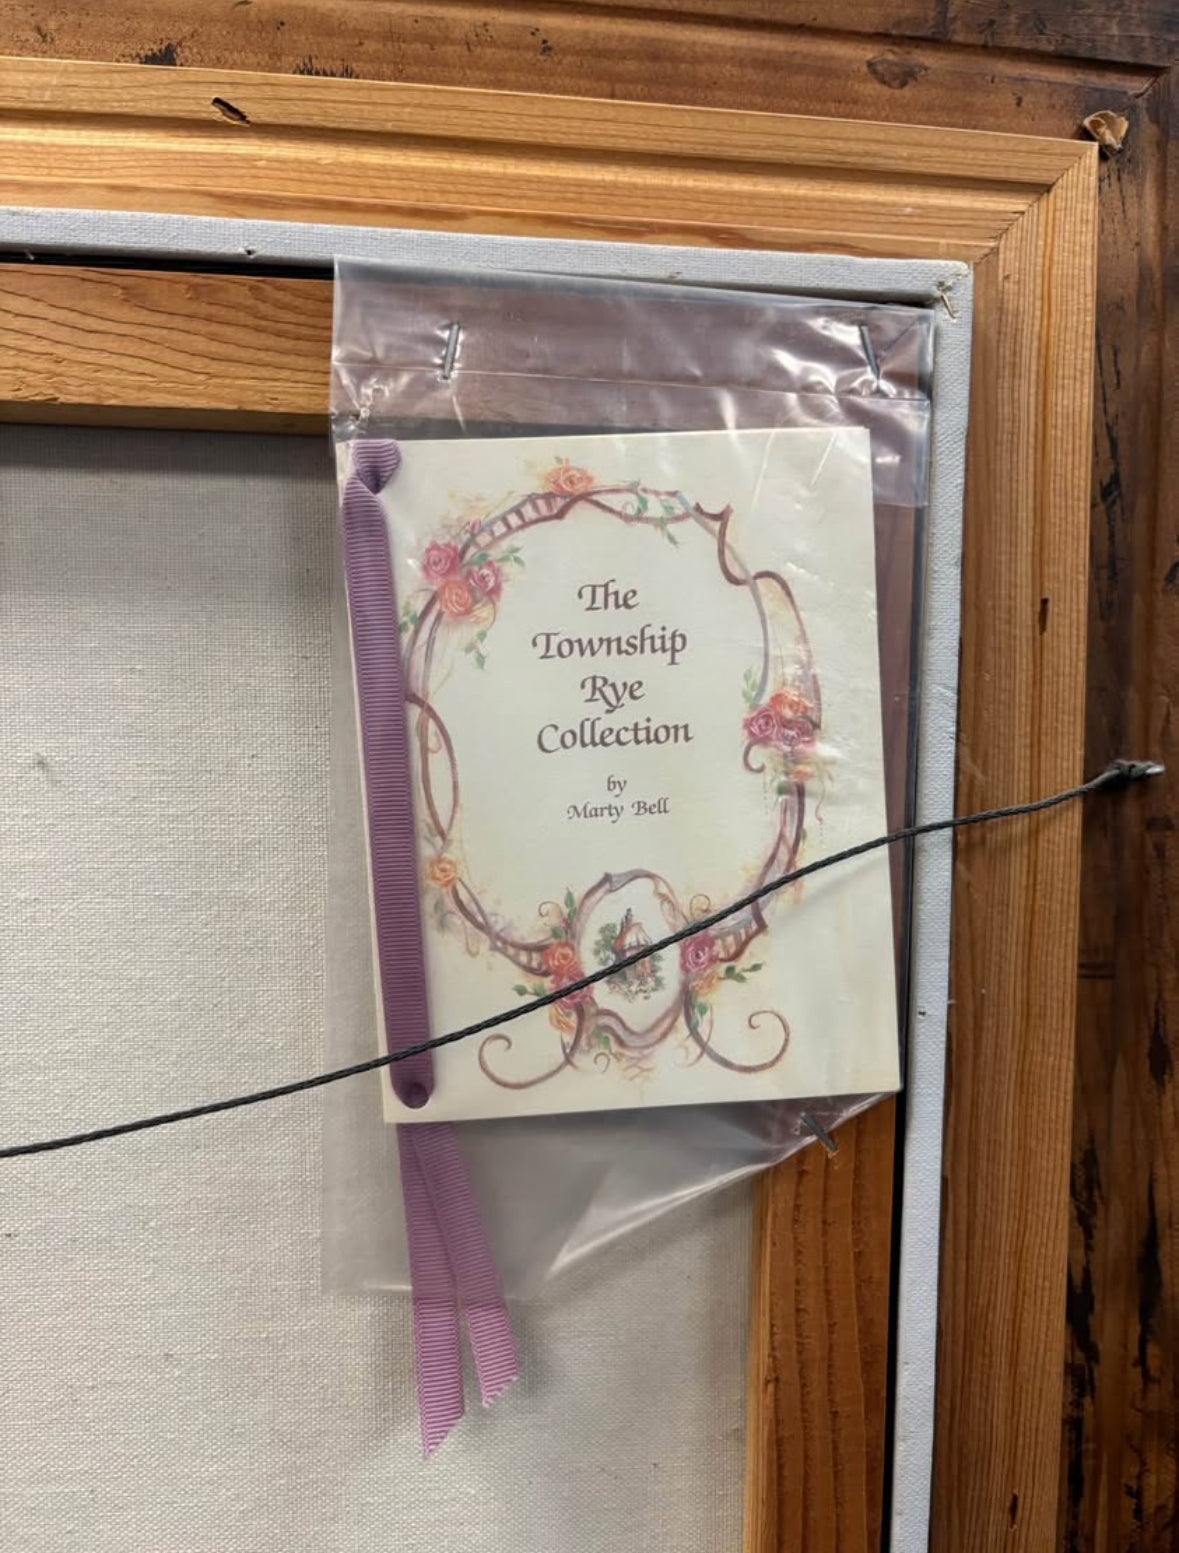 The
Township
Rye
Collection
by
Marty Bell